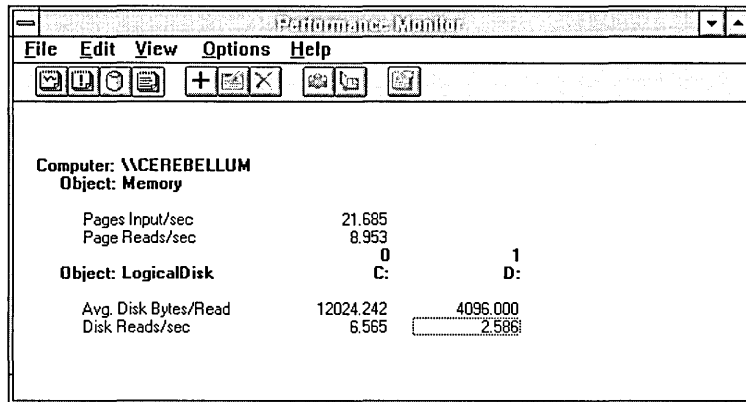 Performance Monitor
File Edit View Options Help
Computer: \\CEREBELLUM
Object: Memory
Pages Input/sec 21.685
Page Reads/sec 8.953
0 1
Object: LogicalDisk C: D:
Avg. Disk Bytes/Read 12024.242 4096.000
Disk Reads/sec 6.565 2.586